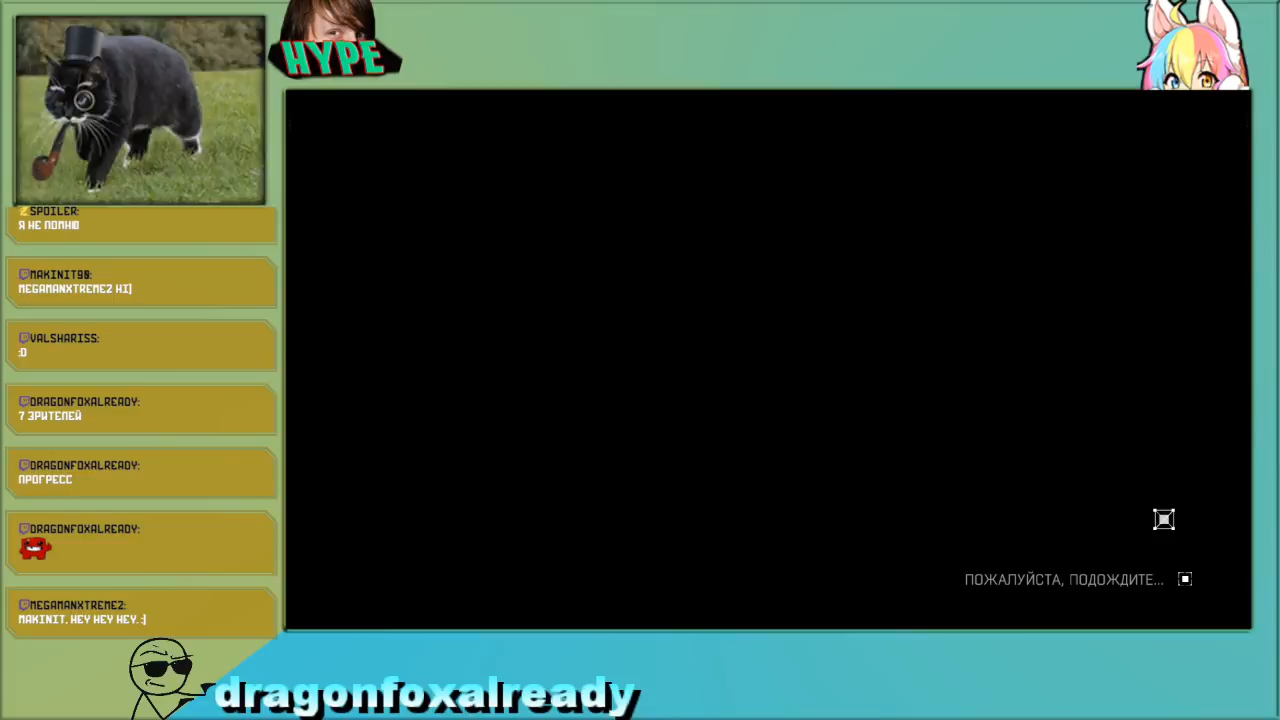 HYPE
SPOILER:
Я НЕ ПОМНЮ
MAKINIT90:
MEGAMANXTREME2 HI)
VALSHARISS:
:D
DRAGONFOXALREADY:
7 ЗРИТЕЛЕЙ
DRAGONFOXALREADY:
ПРОГРЕСС
DRAGONFOXALREADY:
MEGAMANXTREME2:
MAKINIT. HEY HEY HEY. :)
ПОЖАЛУЙСТА, ПОДОЖДИТЕ...
dragonfoxalready